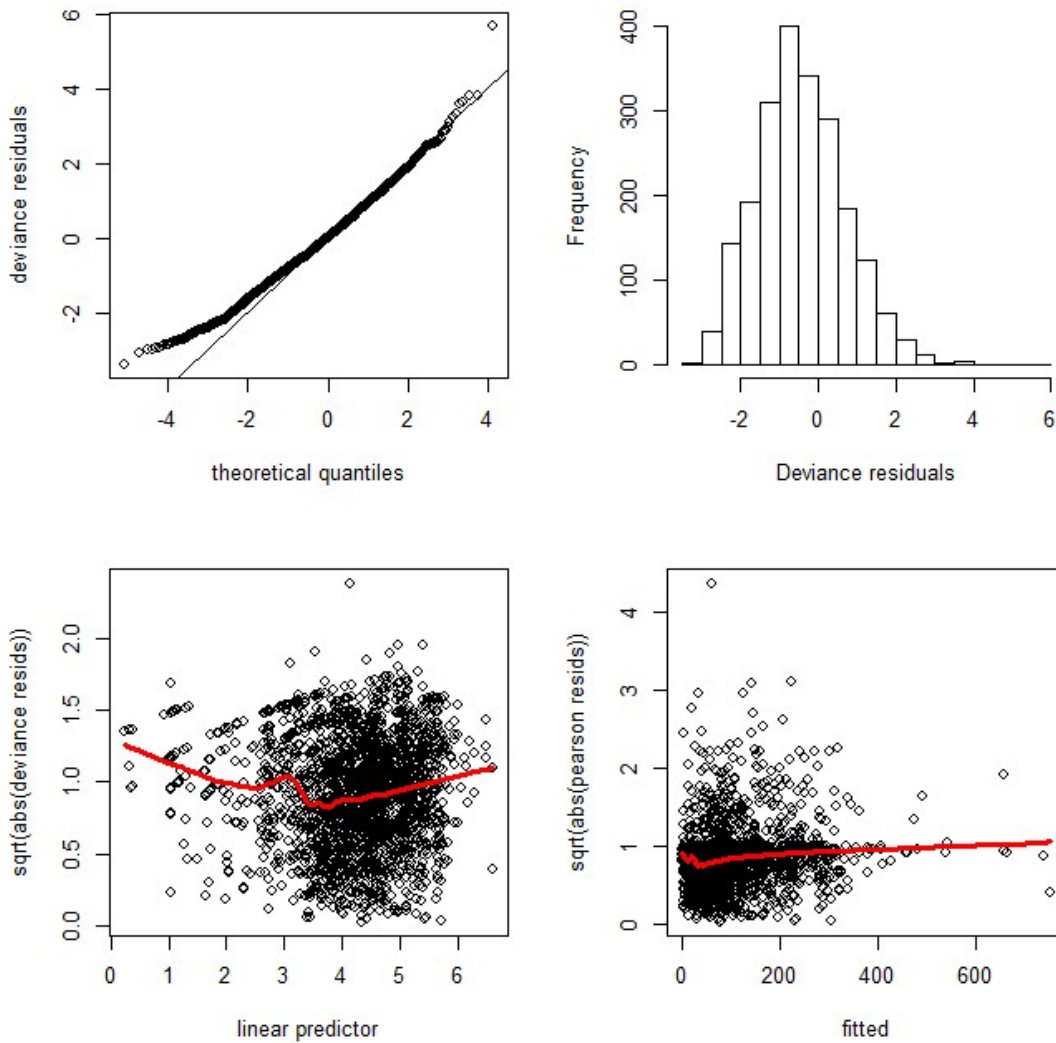 6
4
2
0
-2
deviance residuals
-4 -2 0 2 4
theoretical quantiles
400
300
200
100
0
Frequency
-2 0 2 4 6
Deviance residuals
2.0
1.5
1.0
0.5
0.0
sqrt(abs(deviance resids))
0 1 2 3 4 5 6
linear predictor
4
3
2
1
0
sqrt(abs(pearson resids))
0 200 400 600
fitted